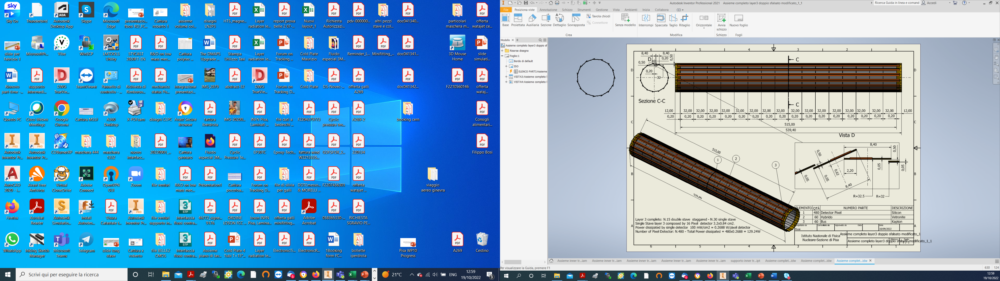 Sky Go
Thunderbird
Autodesk Desktop App
Skype
Microsoft Edge
presentazio... fbosi RD_FC...
Cattura roberto 1
assieme volume col...
disegni LN2P3
HTS_magne...
Layer radiation le...
report prova belle 2 07-...
Nuovi layout_1
Richiesta Autorizzazi...
pdv-000000...
altri pezzi stave e col...
doc041340...
particolari maschera m...
offerta watajet ce...
slide per Fabrizio 1
MicrosoftPr...
Vibe
WinSCP
LMTOOLS Utility
STYCAST 2850FT-EN
R&D on low mass mec...
Cattura polytec ...
The DMAPS Upgrade ...
Stampa Utilizzo Taxi
Layer radiation le...
Forum on Tracking ...
Cold Plate Maurizio
Fluido especial 3M...
Reminder_L...
Minifitting_...
doc041341...
3D Mouse Home
slide simulati...
Rinnovo part-time -...
supporto intermedi...
DWG TrueVie...
TeamViewer
Pannello di controllo - ...
Richiesta di Rimborso...
mechanics status Pis...
integrazione presentazi...
IMG_2879
abstract-32
DWG TrueVie...
Forum on Tracking D...
Cold Plate
DS-Novec-...
offerta galli A269
doc041342...
F2210560146
offerta wataj...
Questo PC
Cisco Webex Meetings
Google Chrome
Cattura M55J
A360 Desktop
X-PDFsam
disegni CEPC
Avast Secure Browser
fattura iberdrola
IMG-20200...
INFN Pisa, Laminati ...
file dati a bedeschi ...
F2204379773
Cyclic pressure tes...
A269-2
booking cern
Consigli alimentari...
Autodesk Inventor Pr...
Autodesk Inventor Pr...
CDBurnerXP
maschera 444
maschera 1332
nuovo interfacc...
20220901_...
Cattura gennaro
Fluido especial 3M...
Cyclic Pressure Te...
EP30TC
Epoxy-Tech...
fattura wind W2213335...
GDFSFOX_2...
220134
Filippo Bosi
AutoCAD 2020 - I...
Avast Free Antivirus
Virtual CloneDrive
Adobe Connect
OpenVPN GUI
Zoom
file venturi
R&D on low mass mec...
Presentation1
Cattura pocofoa...
Forum on Tracking D...
file di silvia per galli
DDTEmesso... & MORELLI ...
F2207456301
offerta watajet ...
viaggio aereo ginevra
Firefox
Acrobat Reader
Autodesk Simulatio...
Install Autodes...
Visura Catastale t...
Autodesk Inventor Pr...
file venturi supporto in...
Interfaccia flussi contra...
46772_signe... 9176
ORDINE LOSON FCC ...
loson INFN Pisa, Lamina...
offerta galli minifitting...
Adobe Acrobat
058365330-...
RICHIESTA SGRAVIO PE...
WhatsApp
Inkling Sketch Manager
Microsoft Teams
Telegram
slide long stave
Cattura x roberto
file BELLE2 CMOS
Interfaccia flussi contra...
Assieme piano di lav...
Cold Plate 4 Tubi T=15°...
Layer radiation le...
ElectronicTi...
ElectronicR...
1Booking form FC...
bollette iperdrola
Pisa WP10 Progress
A269
Cestino
Scrivi qui per eseguire la ricerca
21°C
ENG
12:59
19/10/2022
3
Autodesk Inventor Professional 2021 Assieme completo layer3 doppio sfalsato modificato_1_1
Ricerca Guida in linea e comand
Accedi
File Posiziona viste Annotazione Schizzo Strumenti Gestione Vista Ambienti Inizia Collabora
Base Proiettata Ausiliaria Sezione Dettaglio Sovrapposta
Tavola chiodi
Connettore
Senza modello
Interrompi Spaccata Taglio Ritaglio
Orizzontale
Avvia schizzo
Nuovo foglio
Crea Modifica Schizzo Fogli
Modello
Assieme completo layer3 doppio sf
Risorse disegno
Foglio:1
Bordo di default
ISO
ELENCO PARTI:Assieme
VISTA3:Assieme completo l
VISTA4:Assieme completo l
6 5 4 3 2 1
8,40 8,40
0,20
0,50
D
0,50
0,20
32
Sezione C-C
C
C
12,00 32,00 32,00 32,00 32,00 32,00 32,00 32,00 32,00 32,00 32,00 32,00 32,00 32,00 32,00 32,00 32,00 12,00
0,20 0,20 0,20 0,20 0,20 0,20 0,20 0,20 0,20 0,20 0,20 0,20 0,20 0,20 0,20 0,20 0,20
515,00
539,40
Vista D
515,00
539,40
1
2
3
8,40
0,50
0,50
0,62
2,20
0,05
0,05
0,05
0,05
8,40
R=32.5
R=32
Layer 3 completo: N.15 double stave staggared - N.30 single stave
Single Stave layer 3 composed by 16 Pixel detector 3.2x0.84 cm2.
Power dissipated by single detector 100 mW/cm2 = 0.2688 W/pixel detector
Number of Pixel Detector: N.480 - Total Power dissipated = 480x0.2688 = 129.24W
ELEMENTO QTÀ NUMERO PARTE DESCRIZIONE
1 480 Detector Pixel Silicon
2 60 Hybrido Vetronite
3 60 Bus Kapton
Progettato da
fbosi
Controllato da
Approvato da
Data
Data
10/09/2022
Istituto Nazionale di Fisica
Nucleare-Sezione di Pisa
Assieme completo layer3 doppio sfalsato modificato_1
Assieme completo layer3 doppio sfalsato modificato_1_1
6 5 4 3 2 1
Assieme inner tr...iam
Assieme inner tr...iam
Assieme inner tr...iam
Assieme Inner tr...iam
Assieme inner tr...iam
supporto inner tr...ipt
Assieme complet...idw
Assieme complet...idw
Assieme complet...idw
Per visualizzare la Guida, premere F1
630 124
12:59
19/10/2022